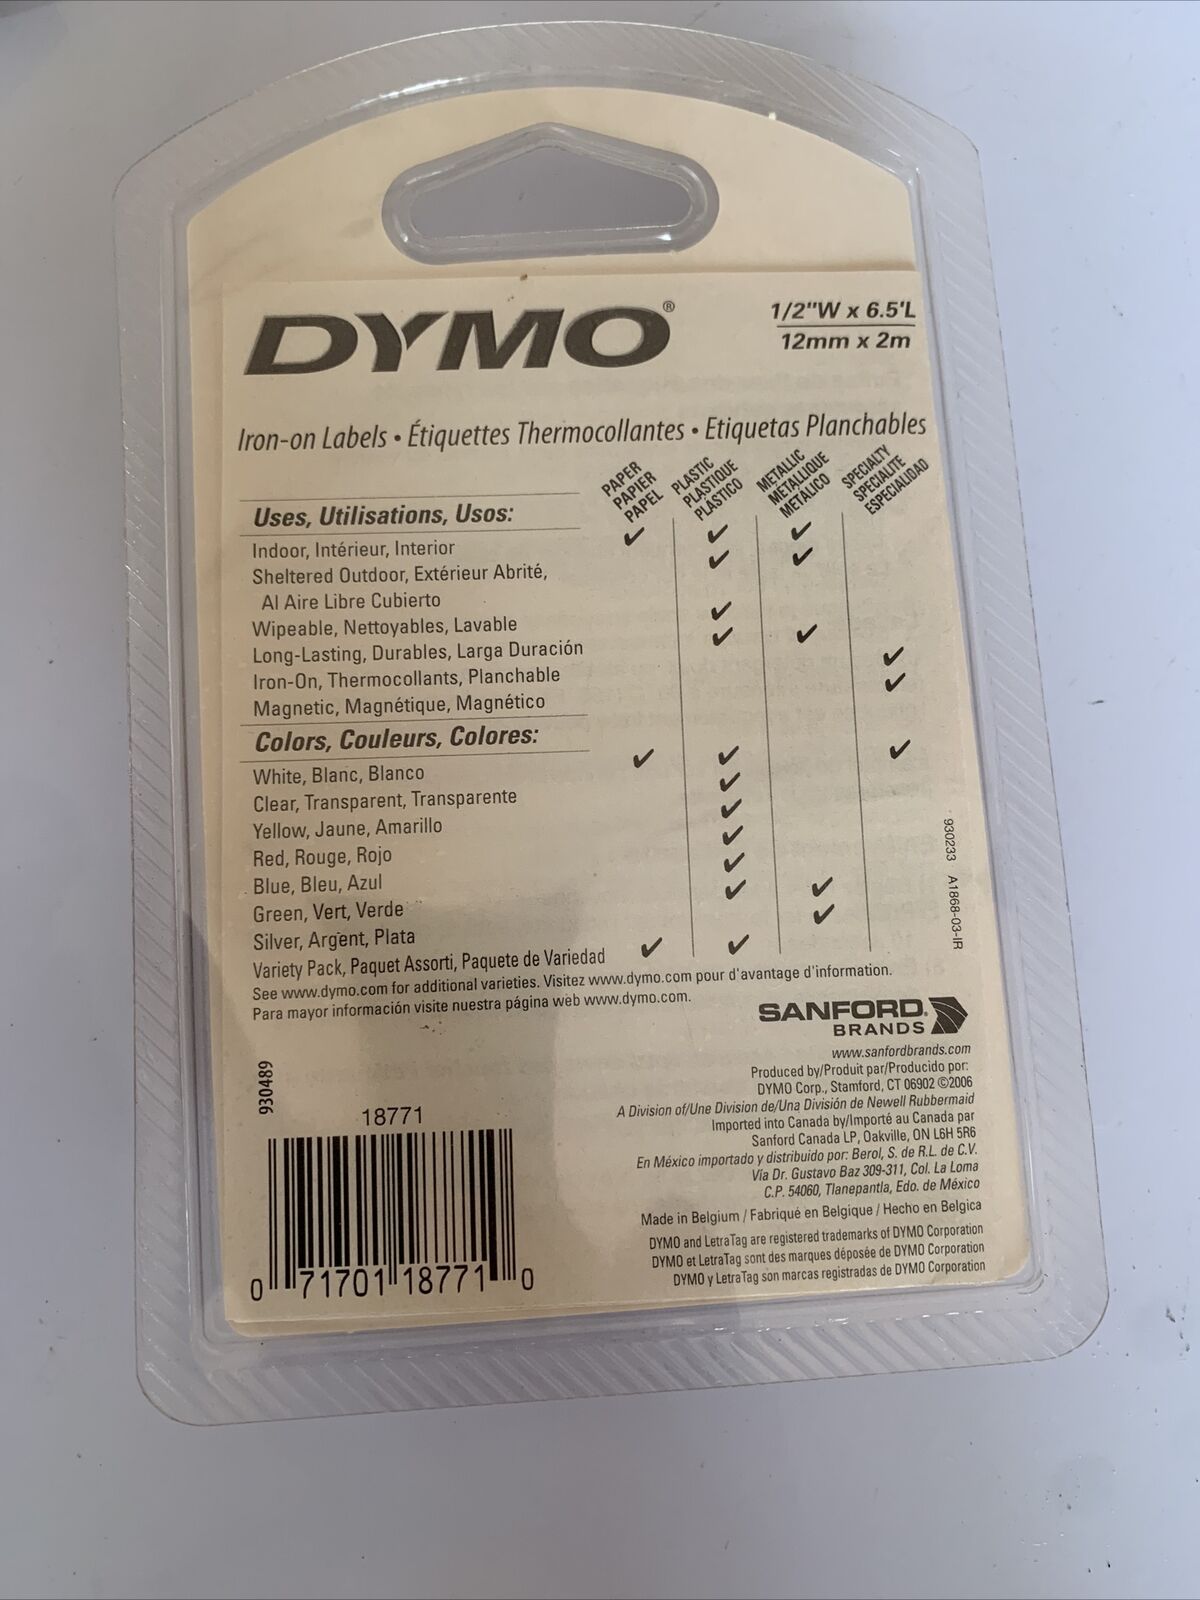 DYMO®
1/2"W x 6.5'L
12mm x 2m
Iron-on Labels • Étiquettes Thermocollantes • Etiquetas Planchables
PAPER
PAPIER
PAPEL
PLASTIC
PLASTIQUE
PLÁSTICO
METALLIC
METALLIQUE
METÁLICO
SPECIALTY
SPECIALITE
ESPECIALIDAD
Uses, Utilisations, Usos:
Indoor, Intérieur, Interior ✔ ✔ ✔
Sheltered Outdoor, Extérieur Abrité, ✔ ✔
Al Aire Libre Cubierto
Wipeable, Nettoyables, Lavable ✔
Long-Lasting, Durables, Larga Duración ✔ ✔
Iron-On, Thermocollants, Planchable ✔
Magnetic, Magnétique, Magnético ✔
Colors, Couleurs, Colores:
White, Blanc, Blanco ✔ ✔ ✔
Clear, Transparent, Transparente ✔
Yellow, Jaune, Amarillo ✔
Red, Rouge, Rojo ✔
Blue, Bleu, Azul ✔
Green, Vert, Verde ✔ ✔
Silver, Argent, Plata ✔
Variety Pack, Paquet Assorti, Paquete de Variedad ✔ ✔
See www.dymo.com for additional varieties. Visitez www.dymo.com pour d'avantage d'information.
Para mayor información visite nuestra página web www.dymo.com.
930233 A1868-03-IR
SANFORD®
BRANDS
www.sanfordbrands.com
Produced by/Produit par/Producido por:
DYMO Corp., Stamford, CT 06902 ©2006
A Division of/Une Division de/Una División de Newell Rubbermaid
Imported into Canada by/Importé au Canada par
Sanford Canada LP, Oakville, ON L6H 5R6
En México importado y distribuido por: Berol, S. de R.L. de C.V.
Vía Dr. Gustavo Baz 309-311, Col. La Loma
C.P. 54060, Tlanepantla, Edo. de México
Made in Belgium / Fabriqué en Belgique / Hecho en Belgica
DYMO and LetraTag are registered trademarks of DYMO Corporation
DYMO et LetraTag sont des marques déposée de DYMO Corporation
DYMO y LetraTag son marcas registradas de DYMO Corporation
930489
18771
0 71701 18771 0